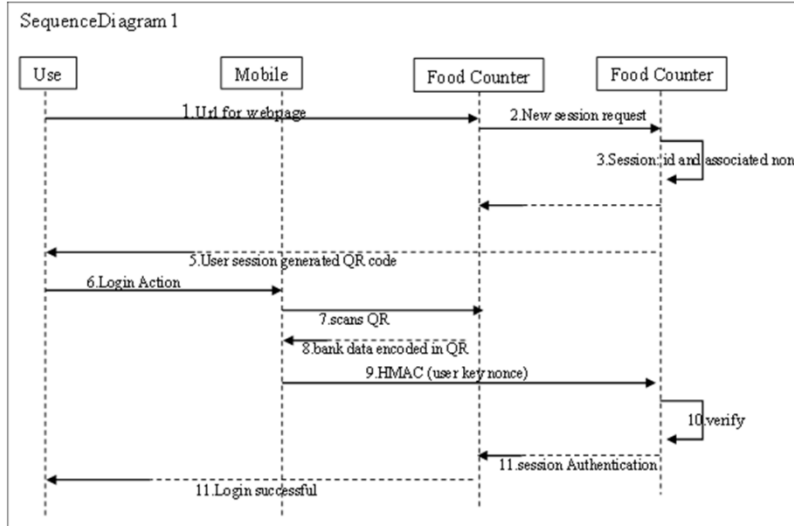 SequenceDiagram1
Use
Mobile
Food Counter
Food Counter
1.Url for webpage
2.New session request
3.Session: id and associated non
5.User session generated QR code
6.Login Action
7.scans QR
8.bank data encoded in QR
9.HMAC (user key nonce)
10.verify
11.session Authentication
11.Login successful